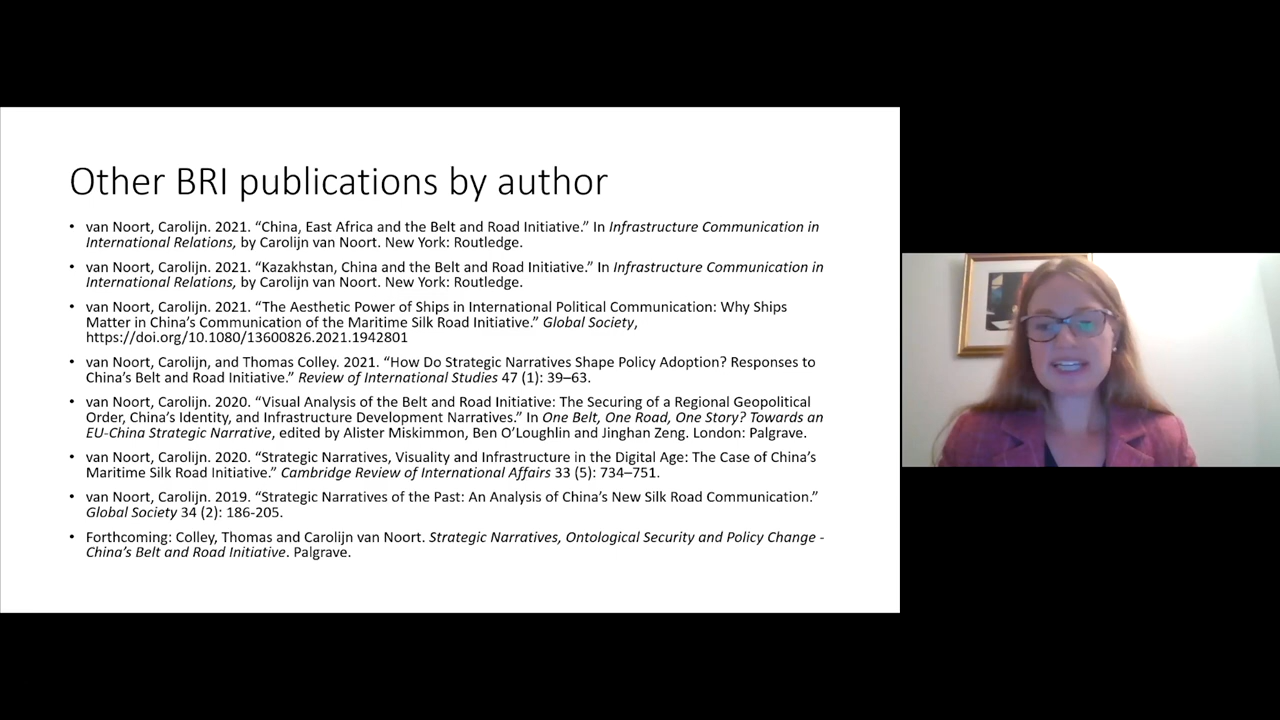 Other BRI publications by author
• van Noort, Carolijn. 2021. “China, East Africa and the Belt and Road Initiative.” In Infrastructure Communication in
International Relations, by Carolijn van Noort. New York: Routledge.
• van Noort, Carolijn. 2021. “Kazakhstan, China and the Belt and Road Initiative.” In Infrastructure Communication in
International Relations, by Carolijn van Noort. New York: Routledge.
• van Noort, Carolijn. 2021. “The Aesthetic Power of Ships in International Political Communication: Why Ships
Matter in China’s Communication of the Maritime Silk Road Initiative.” Global Society,
https://doi.org/10.1080/13600826.2021.1942801
• van Noort, Carolijn, and Thomas Colley. 2021. “How Do Strategic Narratives Shape Policy Adoption? Responses to
China’s Belt and Road Initiative.” Review of International Studies 47 (1): 39–63.
• van Noort, Carolijn. 2020. “Visual Analysis of the Belt and Road Initiative: The Securing of a Regional Geopolitical
Order, China’s Identity, and Infrastructure Development Narratives.” In One Belt, One Road, One Story? Towards an
EU-China Strategic Narrative, edited by Alister Miskimmon, Ben O’Loughlin and Jinghan Zeng. London: Palgrave.
• van Noort, Carolijn. 2020. “Strategic Narratives, Visuality and Infrastructure in the Digital Age: The Case of China’s
Maritime Silk Road Initiative.” Cambridge Review of International Affairs 33 (5): 734–751.
• van Noort, Carolijn. 2019. “Strategic Narratives of the Past: An Analysis of China’s New Silk Road Communication.”
Global Society 34 (2): 186-205.
• Forthcoming: Colley, Thomas and Carolijn van Noort. Strategic Narratives, Ontological Security and Policy Change -
China’s Belt and Road Initiative. Palgrave.